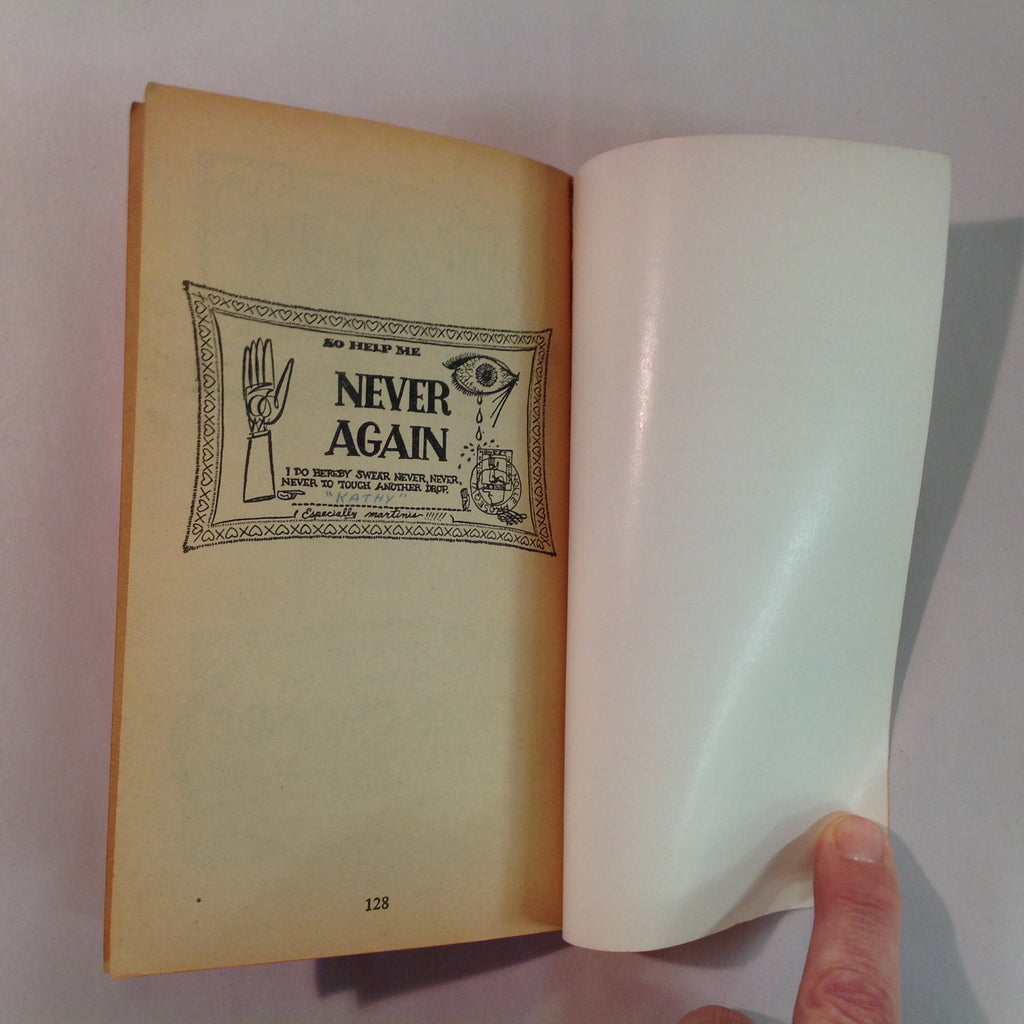 SO HELP ME
NEVER
AGAIN
I DO HEREBY SWEAR NEVER, NEVER,
NEVER TO TOUCH ANOTHER DROP.
"KATHY"
Especially martinis !!!!!!
128